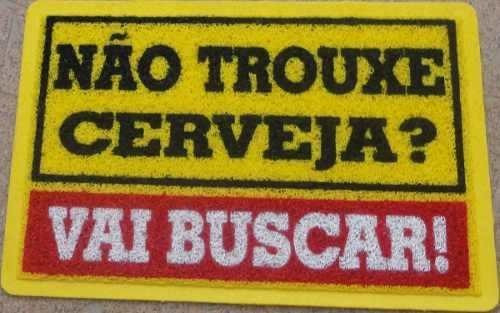 NÃO TROUXE
CERVEJA?
VAI BUSCAR!